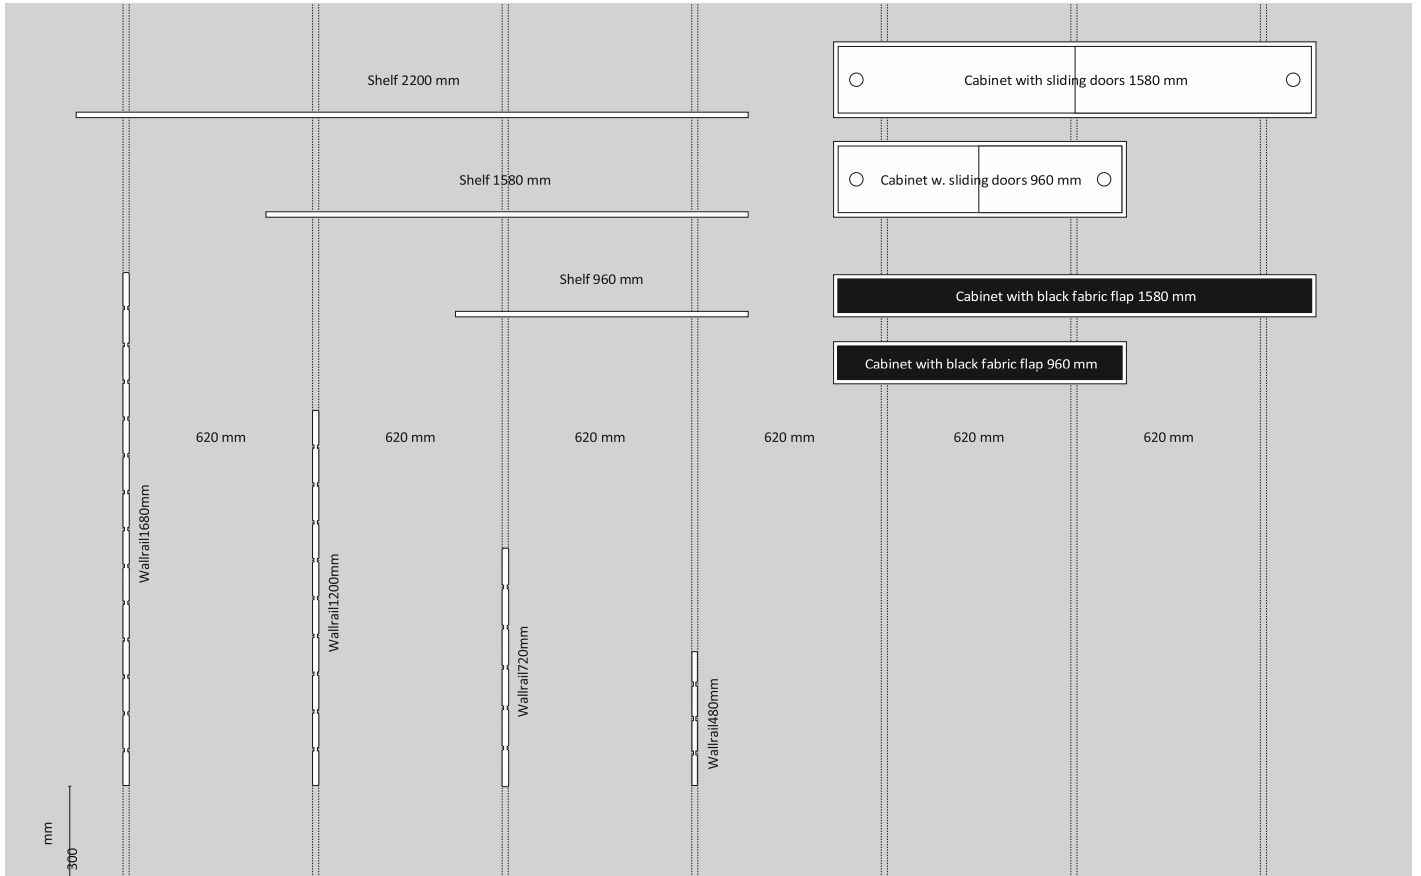 Shelf 2200 mm
Cabinet with sliding doors 1580 mm
Shelf 1580 mm
Cabinet w. sliding doors 960 mm
Shelf 960 mm
Cabinet with black fabric flap 1580 mm
Cabinet with black fabric flap 960 mm
620 mm
620 mm
620 mm
620 mm
620 mm
620 mm
Wallrail1680mm
Wallrail1200mm
Wallrail720mm
Wallrail480mm
mm
300